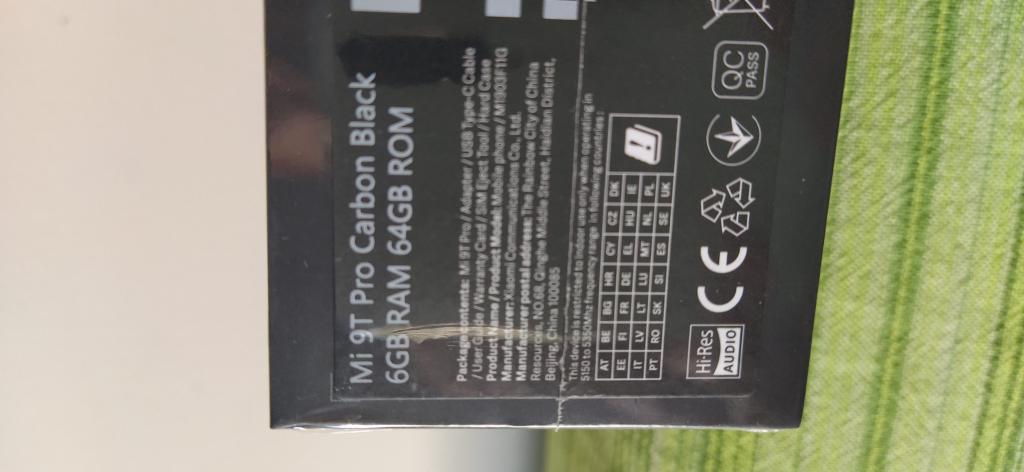 Mi 9T Pro Carbon Black
6GB RAM 64GB ROM
Package contents: Mi 9T Pro / Adapter / USB Type-C Cable
/ User Guide / Warranty Card / SIM Eject Tool / Hard Case
Product Name / Product Model: Mobile phone / M1903F11G
Manufacturer: Xiaomi Communications Co., Ltd.
Manufacturer postal address: The Rainbow City of China
Resources, NO.68, Qinghe Middle Street, Haidian District,
Beijing, China 100085
This device is restricted to indoor use only when operating in
5150 to 5350Mhz frequency range in following countries:
AT BE BG HR CY CZ DK
EE FI FR DE EL HU IE
IT LV LT LU MT NL PL
PT RO SK SI ES SE UK
Hi-Res
AUDIO
CE
QC
PASS